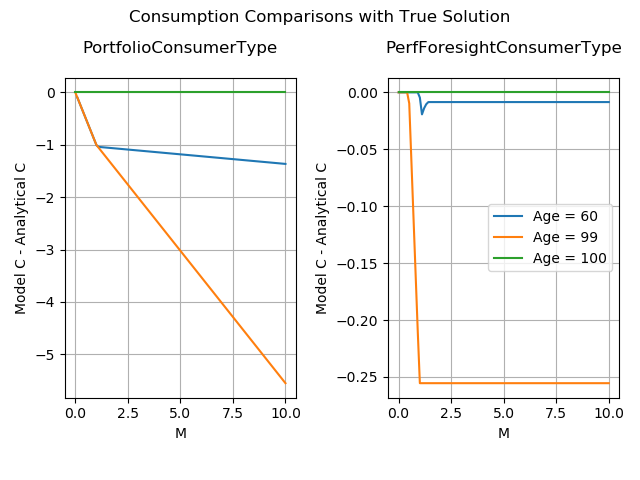 Consumption Comparisons with True Solution
PortfolioConsumerType
PerfForesightConsumerType
Model C - Analytical C
0
−1
−2
−3
−4
−5
0.0
2.5
5.0
7.5
10.0
M
Model C - Analytical C
0.00
−0.05
−0.10
−0.15
−0.20
−0.25
Age = 60
Age = 99
Age = 100
0.0
2.5
5.0
7.5
10.0
M